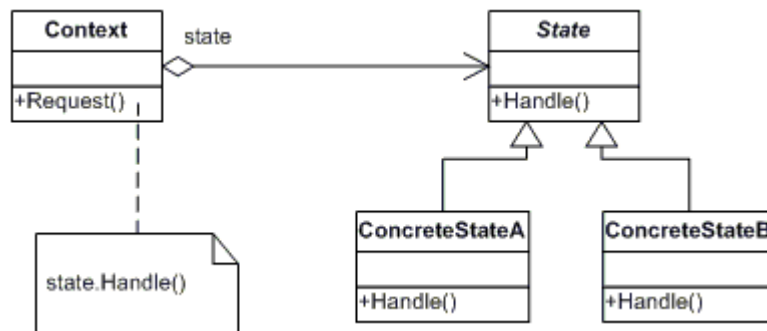 Context
state
State
+Request()
+Handle()
ConcreteStateA
ConcreteStateB
state.Handle()
+Handle()
+Handle()